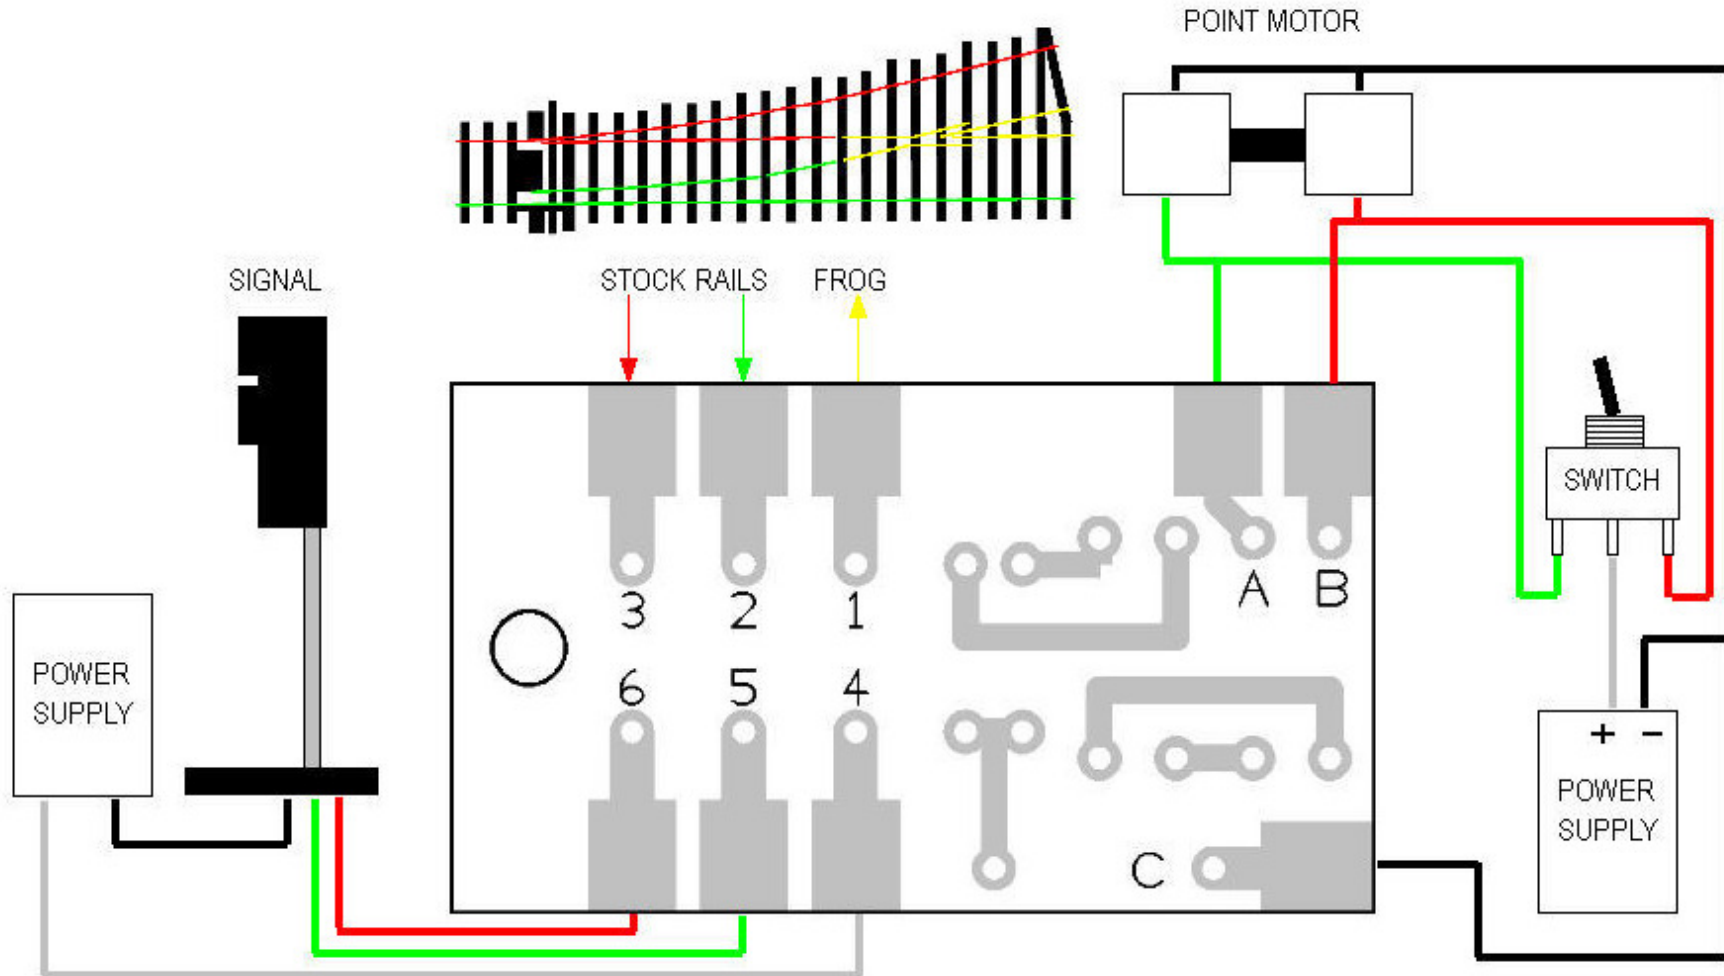 POINT MOTOR
SIGNAL
STOCK RAILS
FROG
SWITCH
3
2
1
A
B
6
5
4
POWER
SUPPLY
C
+ −
POWER
SUPPLY